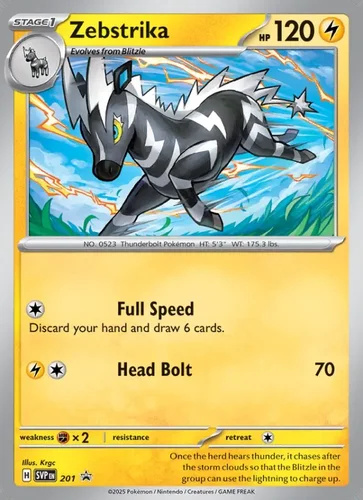 STAGE 1
Zebstrika
HP 120
Evolves from Blitzle
NO. 0523 Thunderbolt Pokémon HT: 5'3" WT: 175.3 lbs.
Full Speed
Discard your hand and draw 6 cards.
Head Bolt 70
weakness ×2 resistance retreat
Illus. Krgc
H SVP EN 201
Once the herd hears thunder, it chases after
the storm clouds so that the Blitzle in the
group can use the lightning to charge up.
©2025 Pokémon / Nintendo / Creatures / GAME FREAK